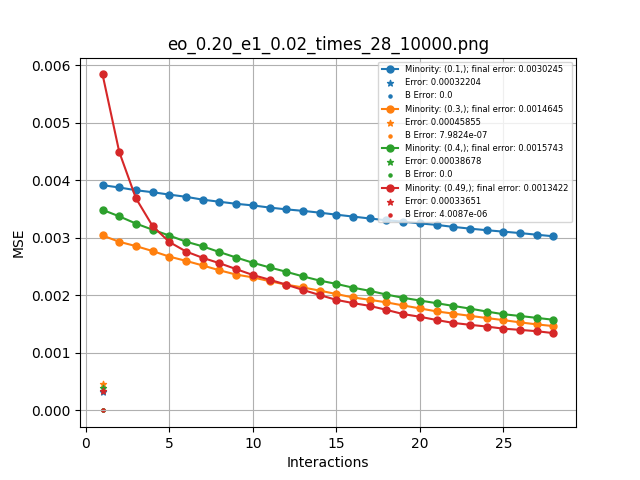 eo_0.20_e1_0.02_times_28_10000.png
0.006
0.005
0.004
0.003
0.002
0.001
0.000
MSE
Minority: (0.1,); final error: 0.0030245
Error: 0.00032204
B Error: 0.0
Minority: (0.3,); final error: 0.0014645
Error: 0.00045855
B Error: 7.9824e-07
Minority: (0.4,); final error: 0.0015743
Error: 0.00038678
B Error: 0.0
Minority: (0.49,); final error: 0.0013422
Error: 0.00033651
B Error: 4.0087e-06
0 5 10 15 20 25
Interactions